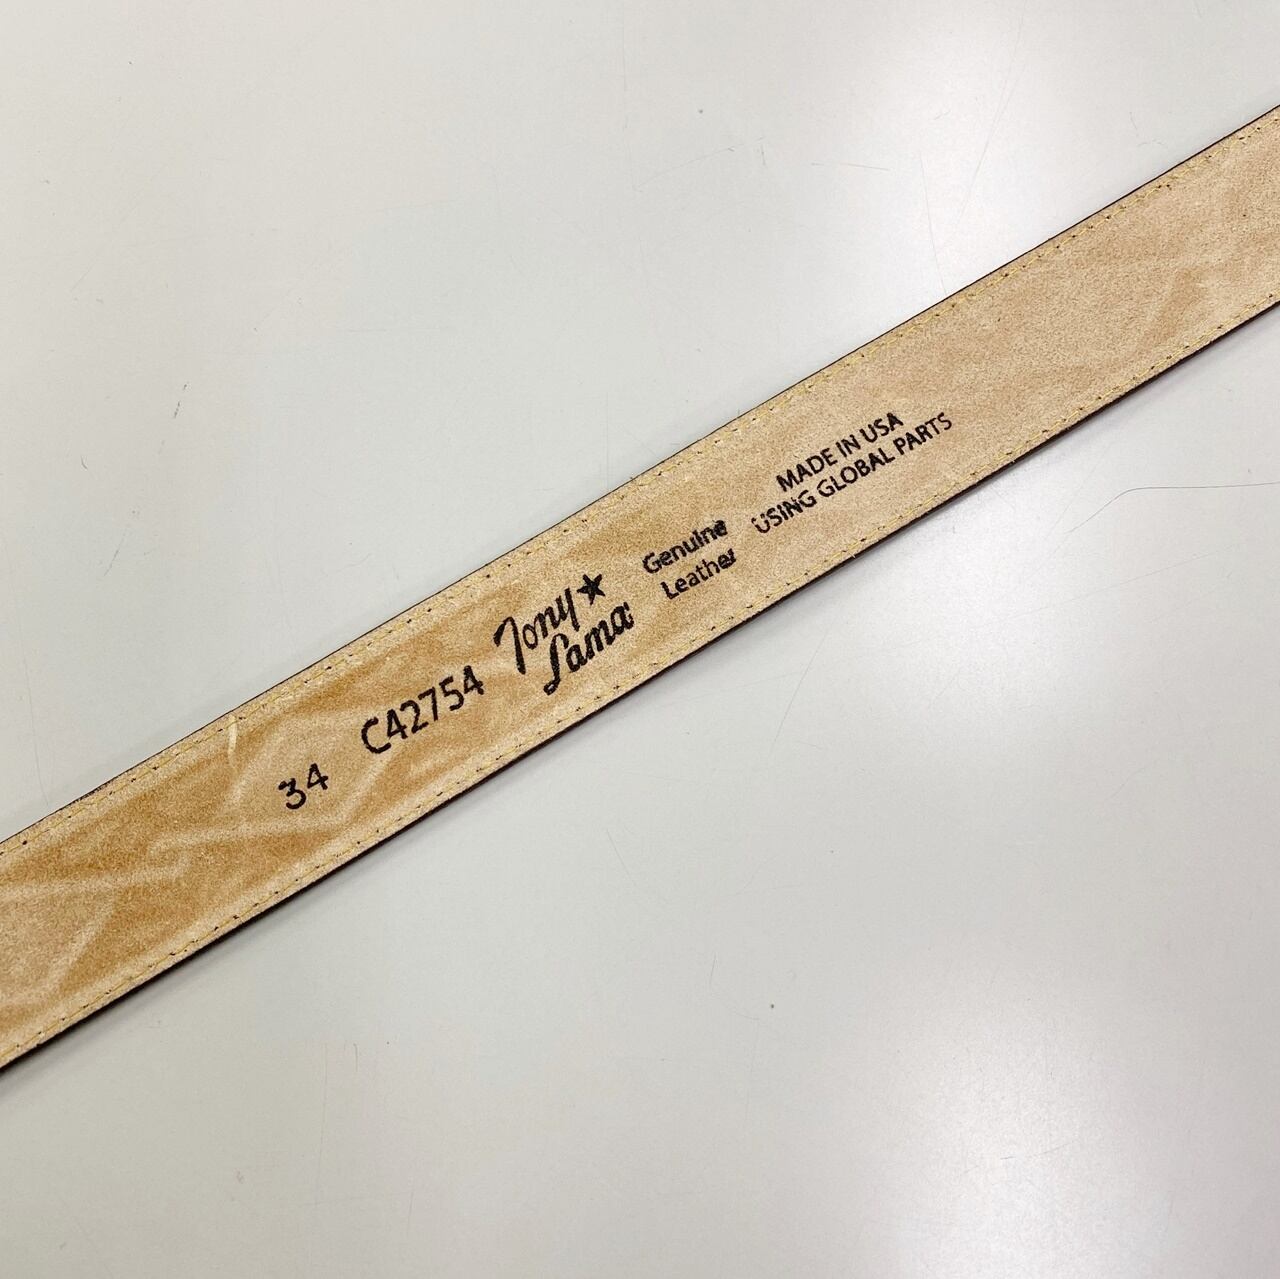 34
C42754
Tony★
Lama
Genuine
Leather
MADE IN USA
USING GLOBAL PARTS